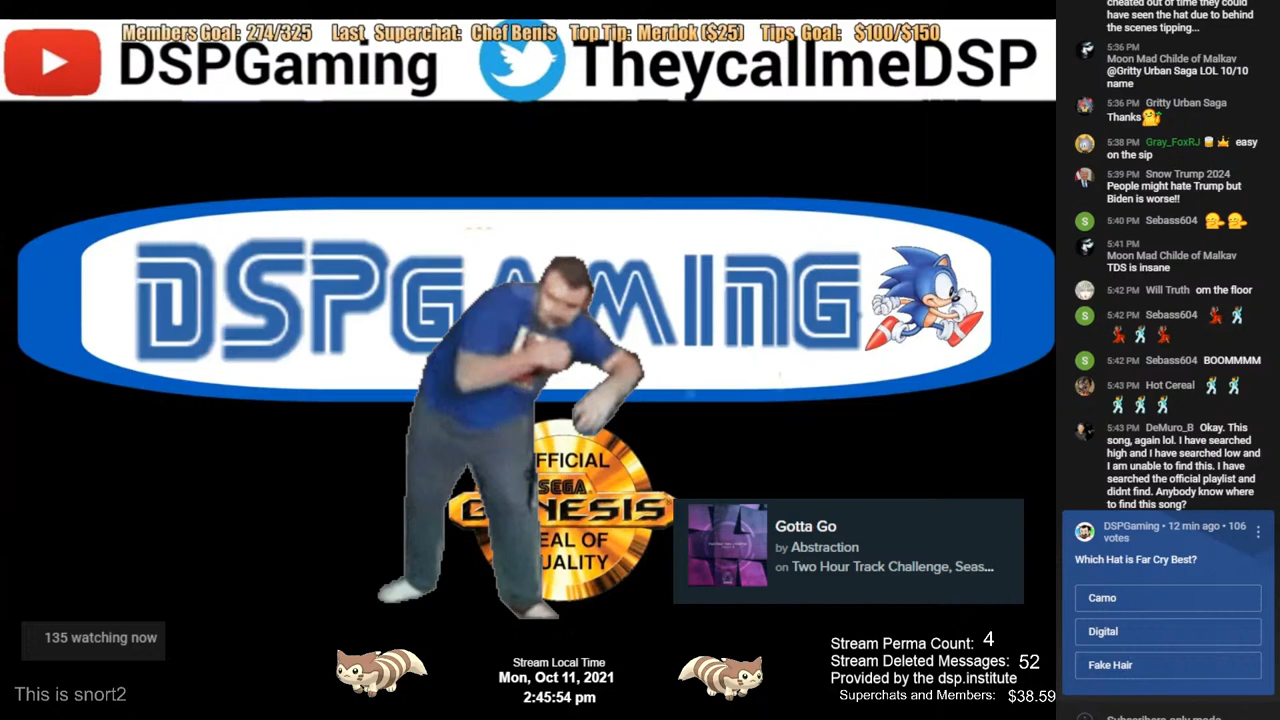 Members Goal: 274/325 Last Superchat: Chef Benis Top Tip: Merdok ($25) Tips Goal: $100/$150
DSPGaming TheycallmeDSP
DSPGAMING
OFFICIAL
SEGA
GENESIS
SEAL OF
QUALITY
Gotta Go
by Abstraction
on Two Hour Track Challenge, Seas...
135 watching now
This is snort2
Stream Local Time
Mon, Oct 11, 2021
2:45:54 pm
Stream Perma Count: 4
Stream Deleted Messages: 52
Provided by the dsp.institute
Superchats and Members: $38.59
cheated out of time they could
have seen the hat due to behind
the scenes tipping...
5:36 PM
Moon Mad Childe of Malkav
@Gritty Urban Saga LOL 10/10
name
5:36 PM Gritty Urban Saga
Thanks
5:38 PM Gray_FoxRJ easy
on the sip
5:39 PM Snow Trump 2024
People might hate Trump but
Biden is worse!!
5:40 PM Sebass604
5:41 PM
Moon Mad Childe of Malkav
TDS is insane
5:42 PM Will Truth om the floor
5:42 PM Sebass604
5:42 PM Sebass604 BOOMMMM
5:43 PM Hot Cereal
5:43 PM DeMuro_B Okay. This
song, again lol. I have searched
high and I have searched low and
I am unable to find this. I have
searched the official playlist and
didnt find. Anybody know where
to find this song?
DSPGaming • 12 min ago • 106
votes
Which Hat is Far Cry Best?
Camo
Digital
Fake Hair
Subscribers-only mode